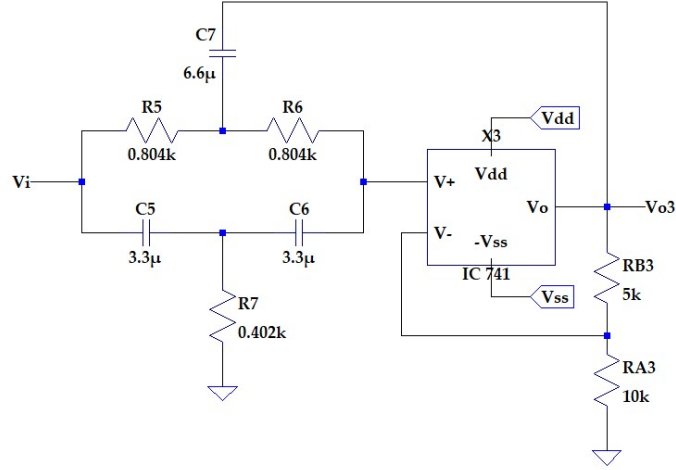 C7
6.6µ
R5
R6
0.804k
0.804k
Vdd
X3
Vdd
Vi
V+
Vo
Vo3
V-
-Vss
IC 741
C5
C6
3.3µ
3.3µ
Vss
RB3
5k
R7
0.402k
RA3
10k